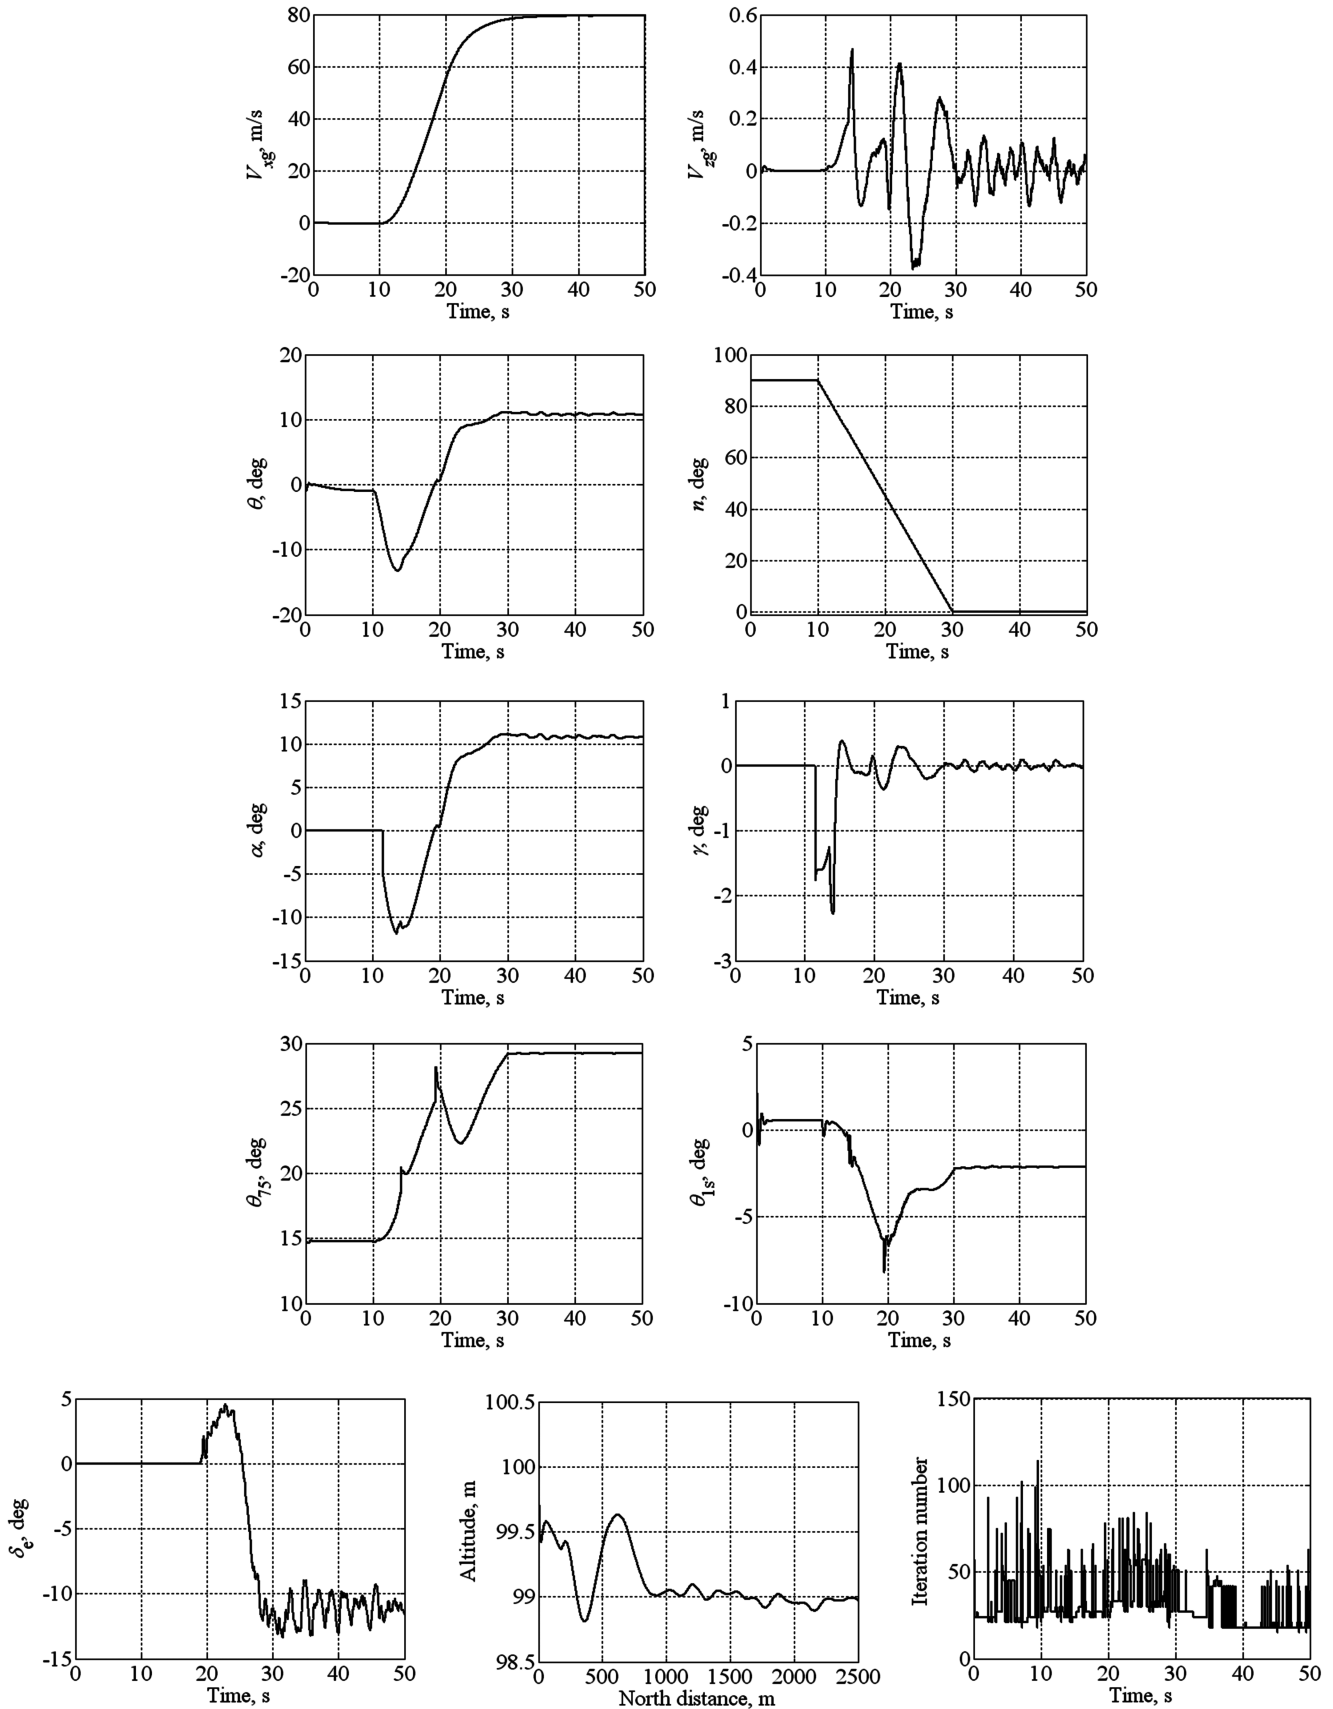 80
60
40
20
0
-20
V_xg, m/s
0 10 20 30 40 50
Time, s
0.6
0.4
0.2
0
-0.2
-0.4
V_zg, m/s
0 10 20 30 40 50
Time, s
20
10
0
-10
-20
θ, deg
0 10 20 30 40 50
Time, s
100
80
60
40
20
0
n, deg
0 10 20 30 40 50
Time, s
15
10
5
0
-5
-10
-15
α, deg
0 10 20 30 40 50
Time, s
1
0
-1
-2
-3
γ, deg
0 10 20 30 40 50
Time, s
30
25
20
15
10
θ_75, deg
0 10 20 30 40 50
Time, s
5
0
-5
-10
θ_1s, deg
0 10 20 30 40 50
Time, s
5
0
-5
-10
-15
δ_e, deg
0 10 20 30 40 50
Time, s
100.5
100
99.5
99
98.5
Altitude, m
0 500 1000 1500 2000 2500
North distance, m
150
100
50
0
Iteration number
0 10 20 30 40 50
Time, s